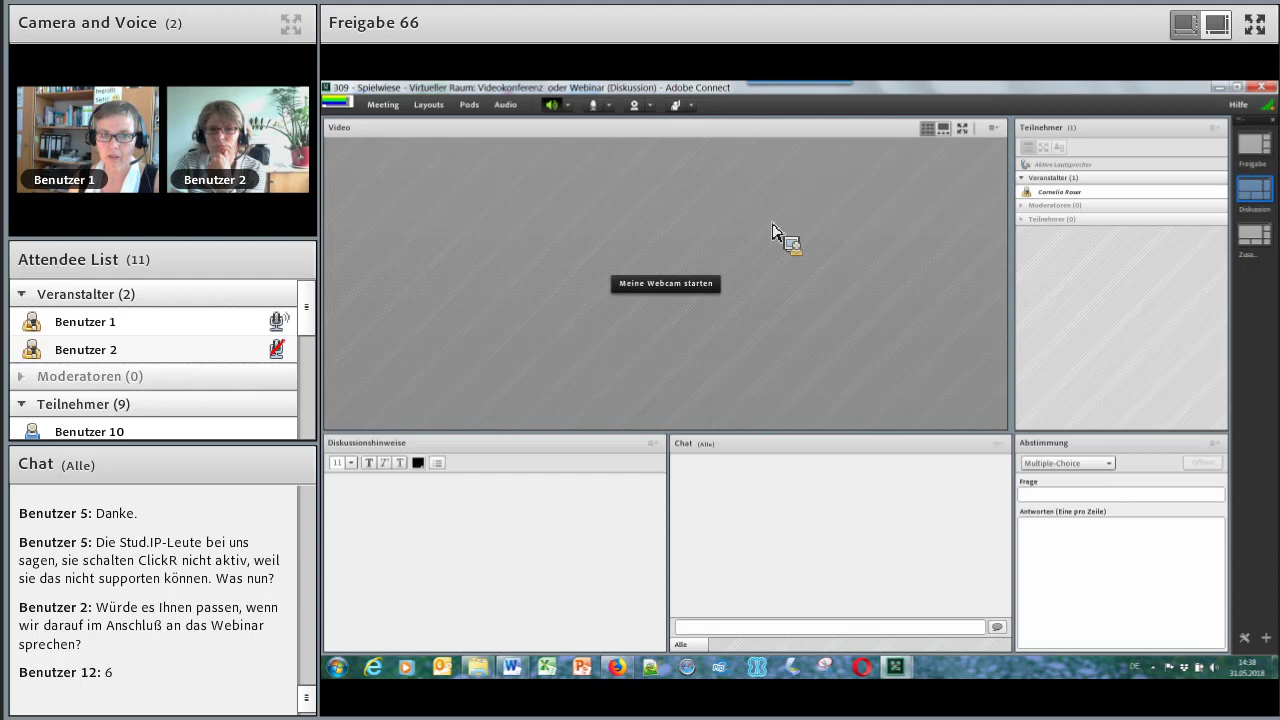 Camera and Voice (2)
Benutzer 1
Benutzer 2
Attendee List (11)
Veranstalter (2)
Benutzer 1
Benutzer 2
Moderatoren (0)
Teilnehmer (9)
Benutzer 10
Chat (Alle)
Benutzer 5: Danke.
Benutzer 5: Die Stud.IP-Leute bei uns
sagen, sie schalten ClickR nicht aktiv, weil
sie das nicht supporten können. Was nun?
Benutzer 2: Würde es Ihnen passen, wenn
wir darauf im Anschluß an das Webinar
sprechen?
Benutzer 12: 6
Freigabe 66
309 - Spielwiese - Virtueller Raum: Videokonferenz oder Webinar (Diskussion) - Adobe Connect
Meeting Layouts Pods Audio Hilfe
Video
Meine Webcam starten
Teilnehmer (1)
Aktive Lautsprecher
Veranstalter (1)
Cornelia Roser
Moderatoren (0)
Teilnehmer (0)
Freigabe
Diskussion
Zusa...
Diskussionshinweise
11 T T T
Chat (Alle)
Alle
Abstimmung
Multiple-Choice Öffnen
Frage
Antworten (Eine pro Zeile)
DE 14:38
31.05.2018